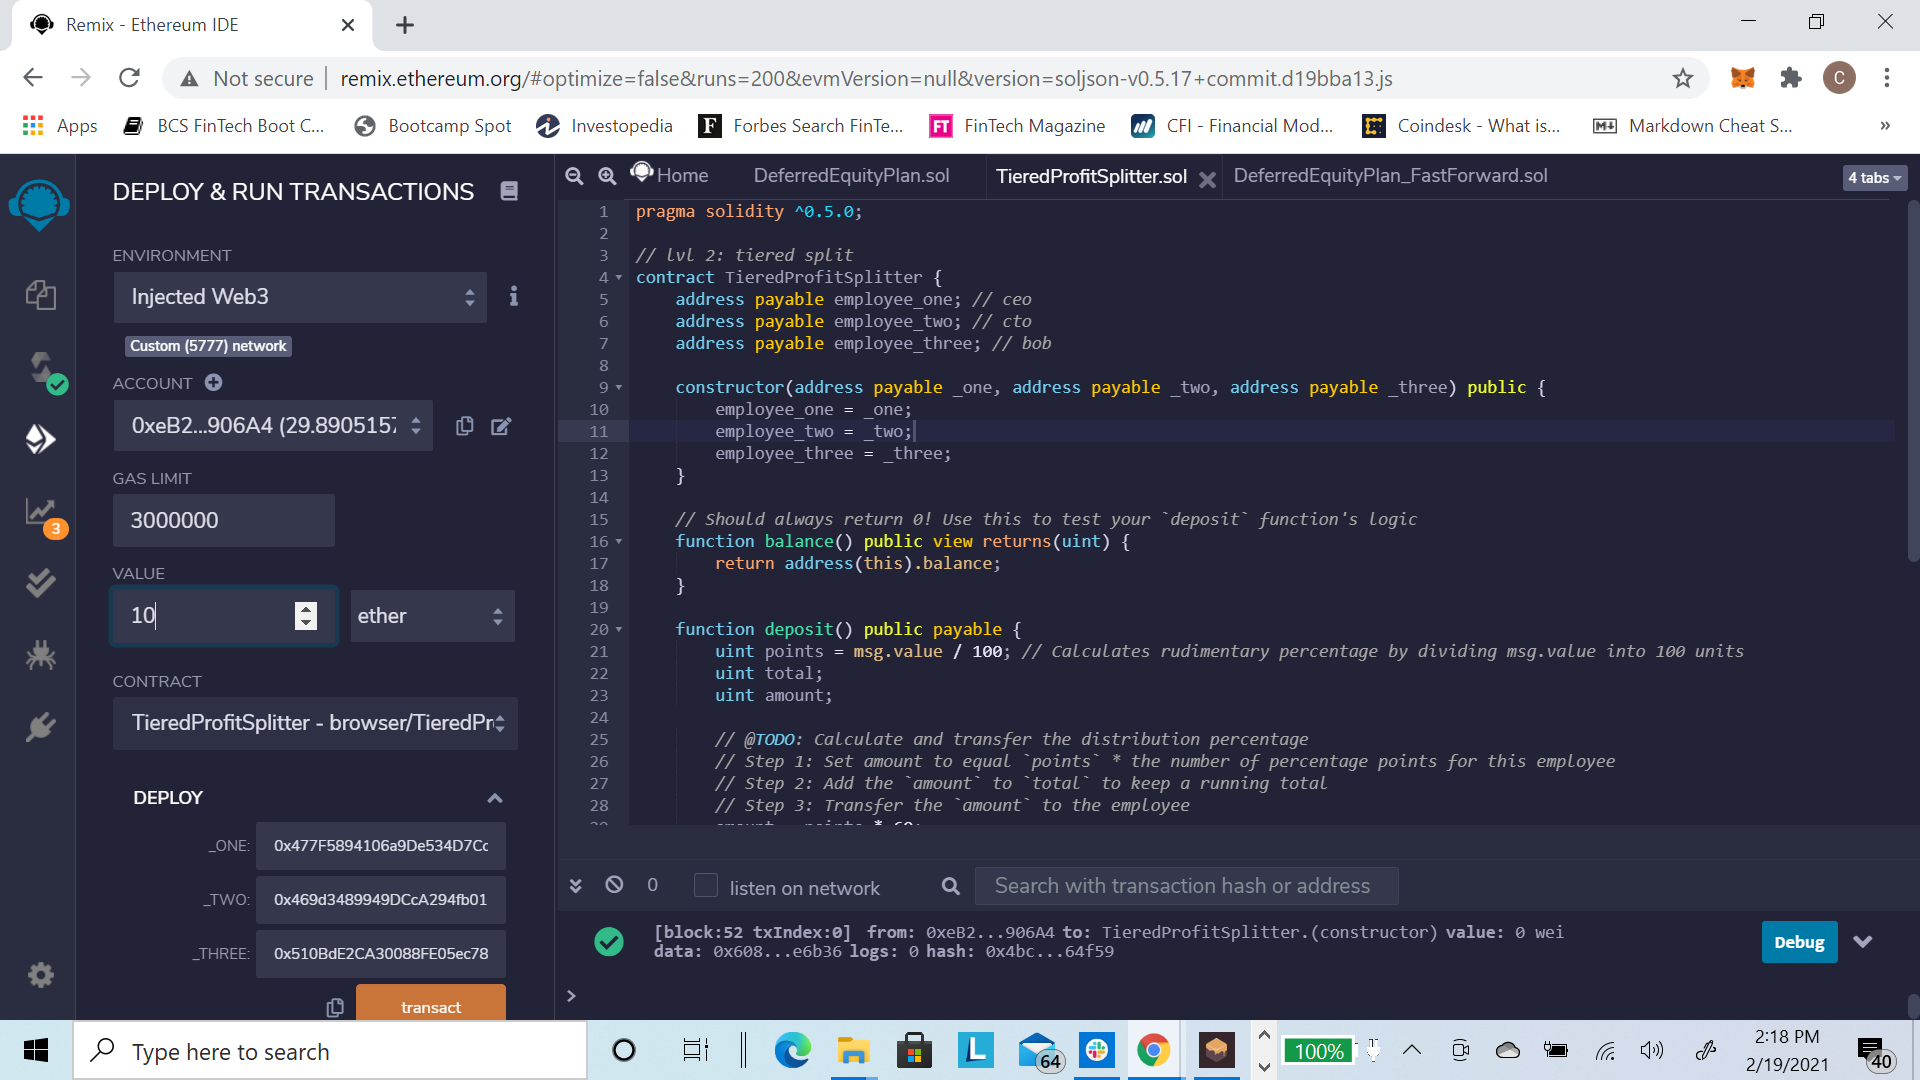 Remix - Ethereum IDE
Not secure | remix.ethereum.org/#optimize=false&runs=200&evmVersion=null&version=soljson-v0.5.17+commit.d19bba13.js
C
Apps BCS FinTech Boot C... Bootcamp Spot Investopedia F Forbes Search FinTe... FT FinTech Magazine CFI - Financial Mod... Coindesk - What is... Markdown Cheat S... »
DEPLOY & RUN TRANSACTIONS
ENVIRONMENT
Injected Web3
Custom (5777) network
ACCOUNT
0xeB2...906A4 (29.8905157
GAS LIMIT
3000000
VALUE
10 ether
CONTRACT
TieredProfitSplitter - browser/TieredPr
DEPLOY
_ONE: 0x477F5894106a9De534D7Cc
_TWO: 0x469d3489949DCcA294fb01
_THREE: 0x510BdE2CA30088FE05ec78
transact
3
Home DeferredEquityPlan.sol TieredProfitSplitter.sol DeferredEquityPlan_FastForward.sol 4 tabs
1 pragma solidity ^0.5.0;
2
3 // lvl 2: tiered split
4 contract TieredProfitSplitter {
5 address payable employee_one; // ceo
6 address payable employee_two; // cto
7 address payable employee_three; // bob
8
9 constructor(address payable _one, address payable _two, address payable _three) public {
10 employee_one = _one;
11 employee_two = _two;
12 employee_three = _three;
13 }
14
15 // Should always return 0! Use this to test your `deposit` function's logic
16 function balance() public view returns(uint) {
17 return address(this).balance;
18 }
19
20 function deposit() public payable {
21 uint points = msg.value / 100; // Calculates rudimentary percentage by dividing msg.value into 100 units
22 uint total;
23 uint amount;
24
25 // @TODO: Calculate and transfer the distribution percentage
26 // Step 1: Set amount to equal `points` * the number of percentage points for this employee
27 // Step 2: Add the `amount` to `total` to keep a running total
28 // Step 3: Transfer the `amount` to the employee
0 listen on network Search with transaction hash or address
[block:52 txIndex:0] from: 0xeB2...906A4 to: TieredProfitSplitter.(constructor) value: 0 wei
data: 0x608...e6b36 logs: 0 hash: 0x4bc...64f59
Debug
>
Type here to search
64
100%
2:18 PM
2/19/2021
40